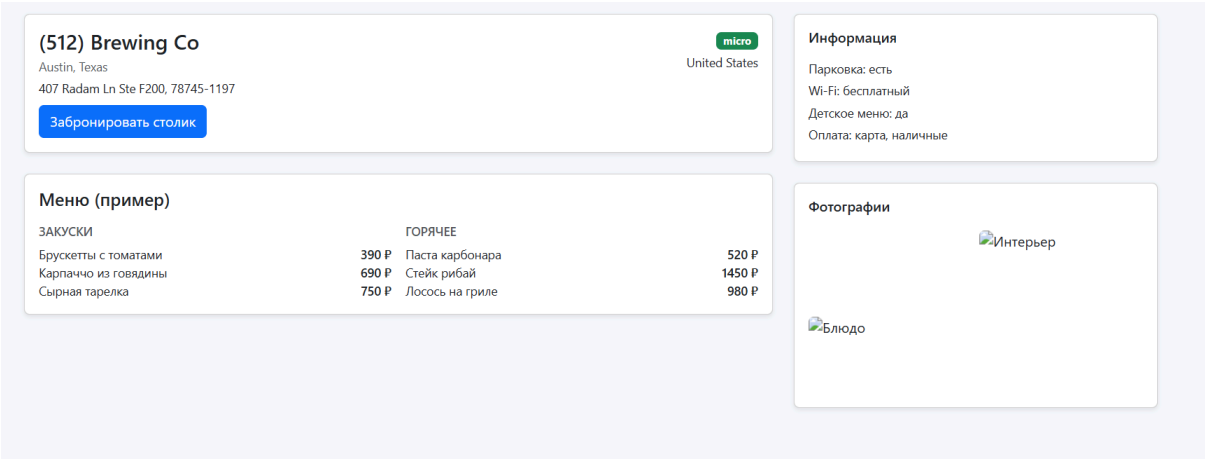 (512) Brewing Co
micro
Austin, Texas
United States
407 Radam Ln Ste F200, 78745-1197
Забронировать столик
Меню (пример)
ЗАКУСКИ
Брускетты с томатами 390 ₽
Карпаччо из говядины 690 ₽
Сырная тарелка 750 ₽
ГОРЯЧЕЕ
Паста карбонара 520 ₽
Стейк рибай 1450 ₽
Лосось на гриле 980 ₽
Информация
Парковка: есть
Wi-Fi: бесплатный
Детское меню: да
Оплата: карта, наличные
Фотографии
Интерьер
Блюдо